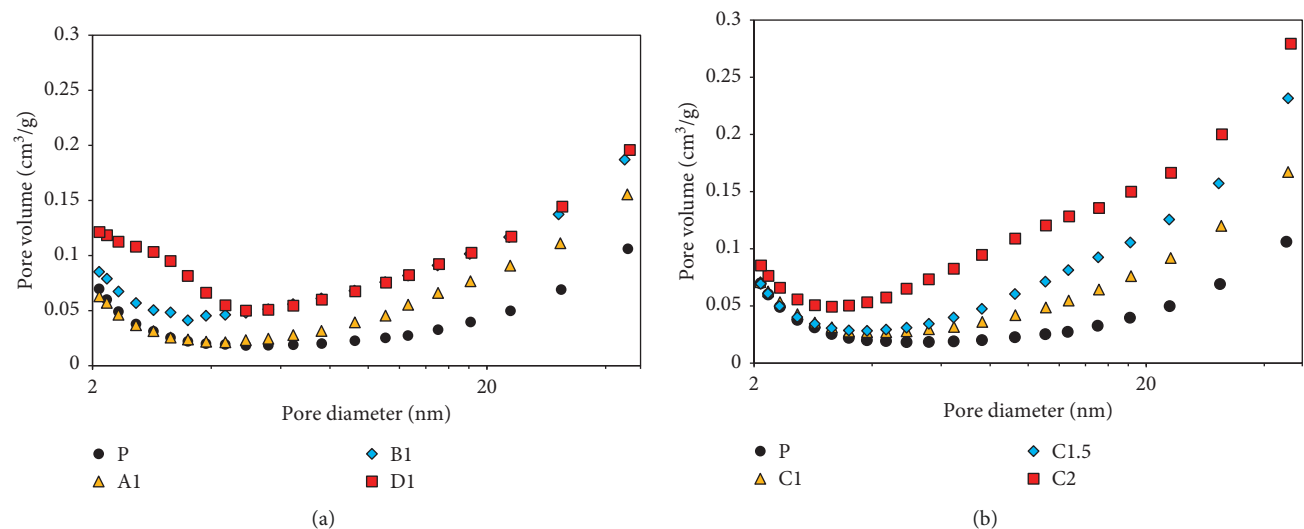 0.3
0.25
0.2
0.15
0.1
0.05
0
Pore volume (cm³/g)
2
20
Pore diameter (nm)
P
B1
A1
D1
(a)
0.3
0.25
0.2
0.15
0.1
0.05
0
Pore volume (cm³/g)
2
20
Pore diameter (nm)
P
C1.5
C1
C2
(b)